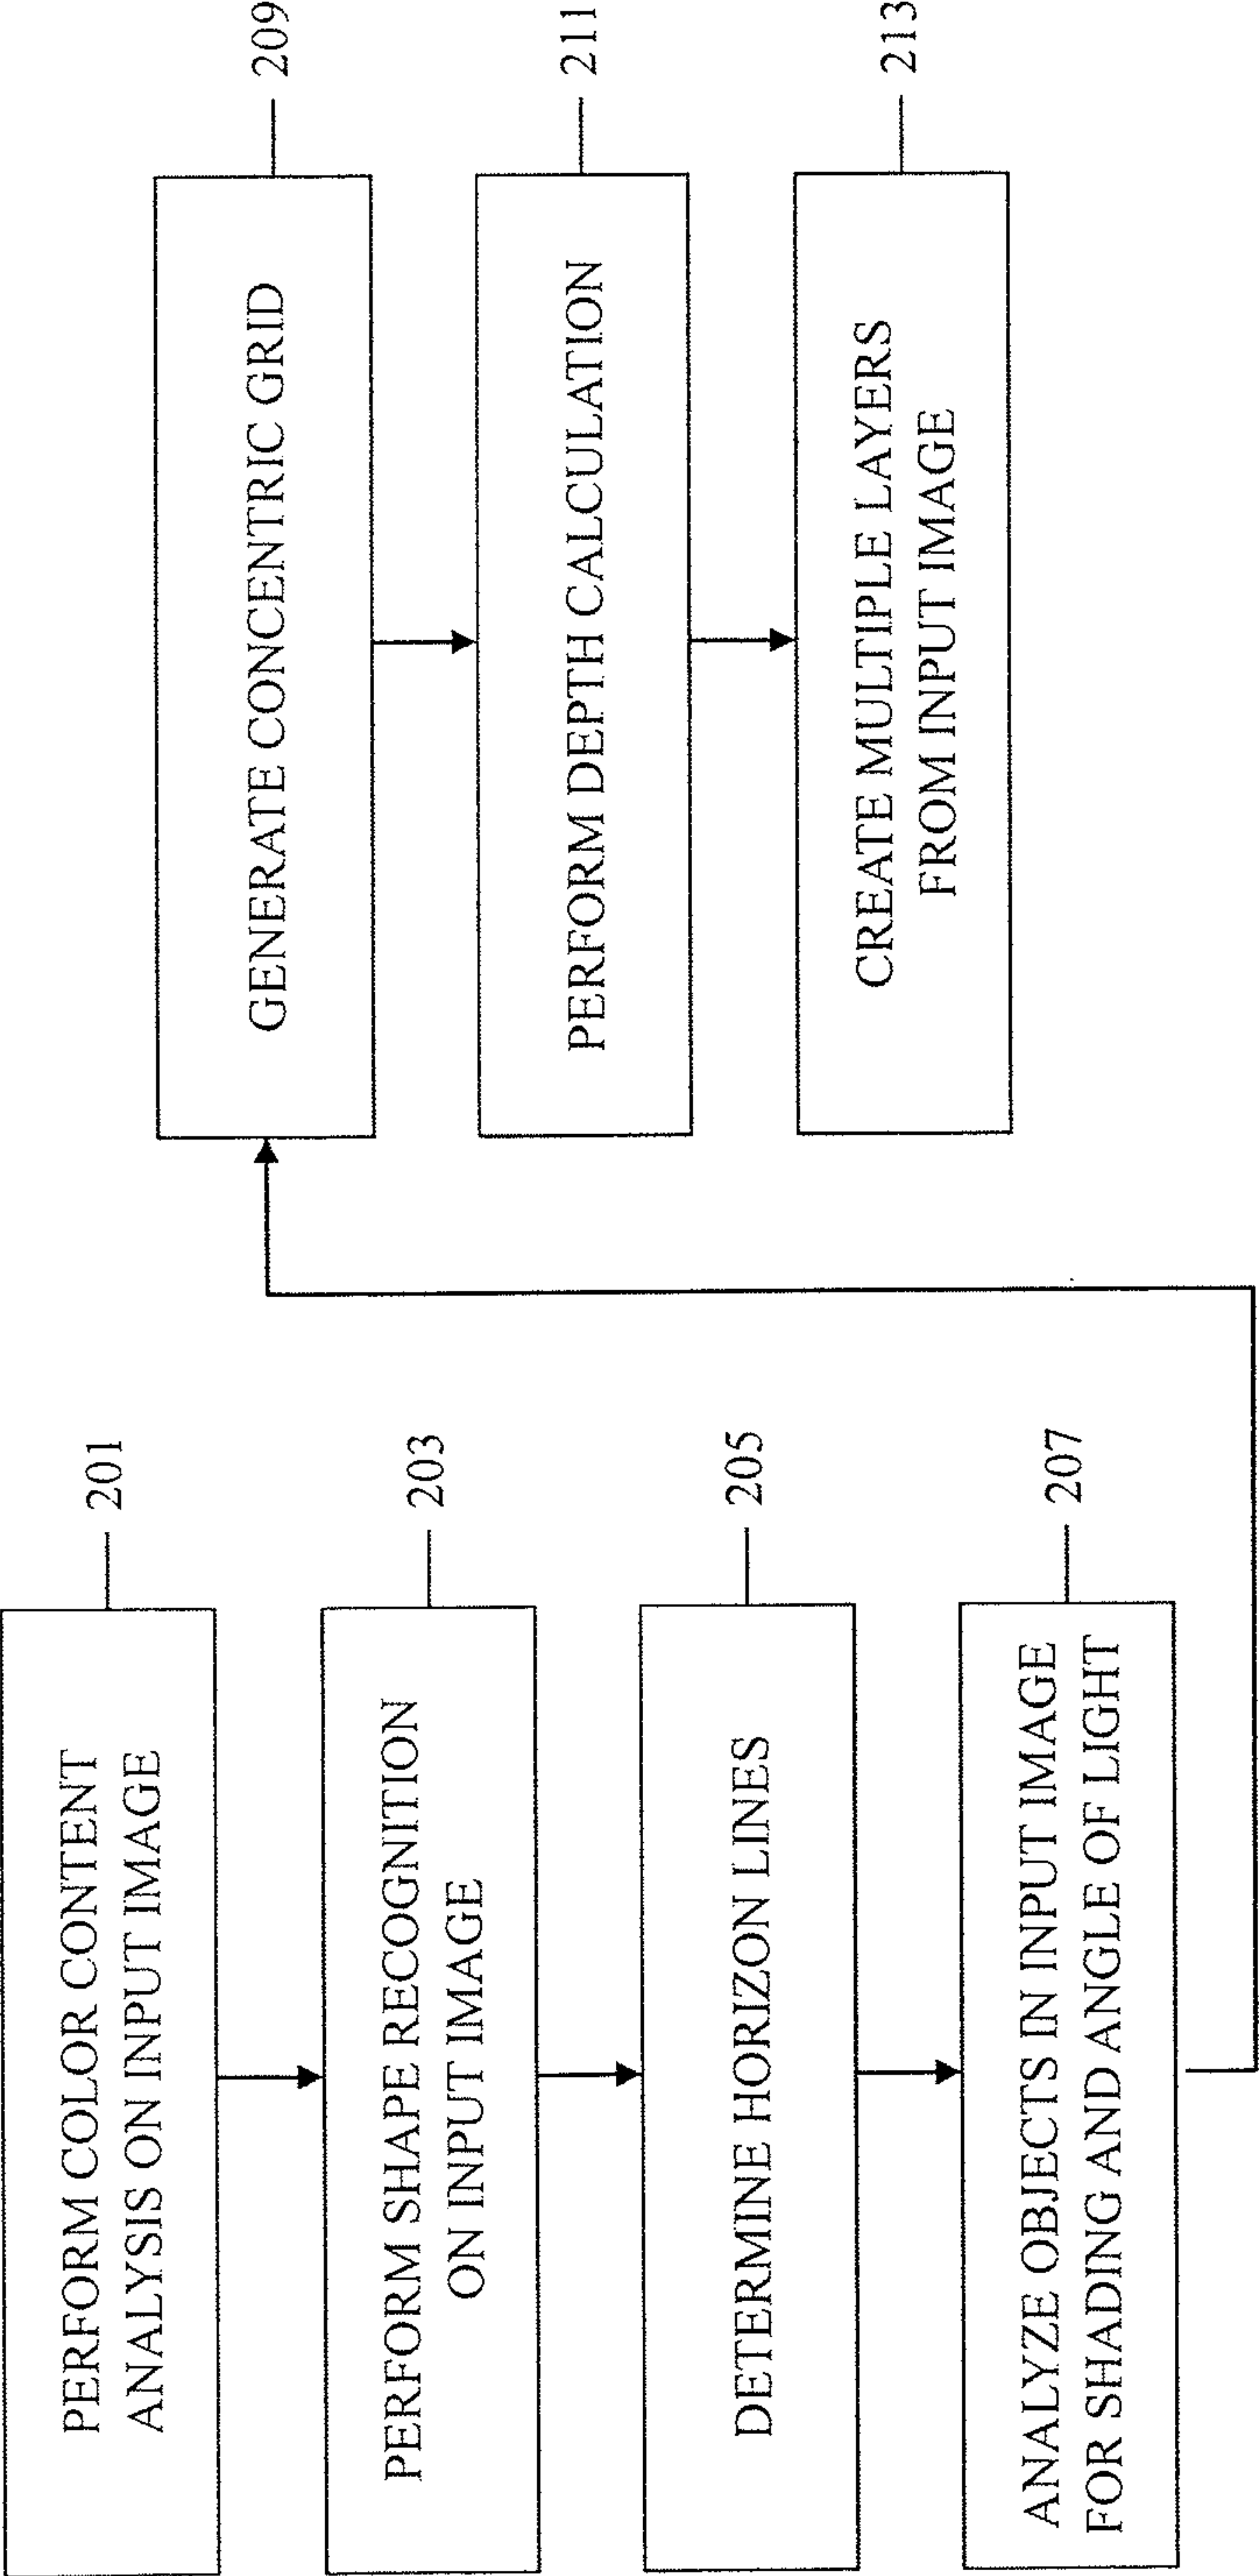 PERFORM COLOR CONTENT
ANALYSIS ON INPUT IMAGE
201
PERFORM SHAPE RECOGNITION
ON INPUT IMAGE
203
DETERMINE HORIZON LINES
205
ANALYZE OBJECTS IN INPUT IMAGE
FOR SHADING AND ANGLE OF LIGHT
207
GENERATE CONCENTRIC GRID
209
PERFORM DEPTH CALCULATION
211
CREATE MULTIPLE LAYERS
FROM INPUT IMAGE
213